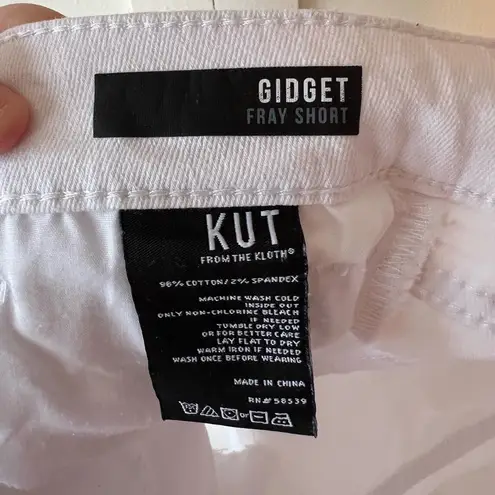 GIDGET
FRAY SHORT
KUT
FROM THE KLOTH®
98% COTTON/2% SPANDEX
MACHINE WASH COLD
INSIDE OUT
ONLY NON-CHLORINE BLEACH
IF NEEDED
TUMBLE DRY LOW
OR FOR BETTER CARE
LAY FLAT TO DRY
WARM IRON IF NEEDED
WASH ONCE BEFORE WEARING
MADE IN CHINA
RN# 58539
or